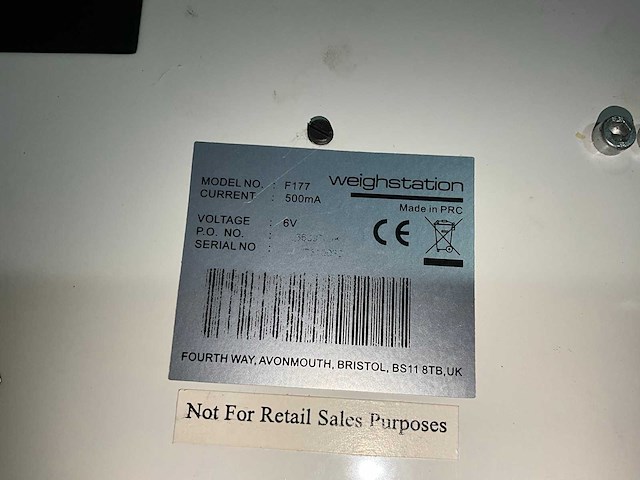 MODEL NO. : F177
weighstation
CURRENT : 500mA
Made in PRC
VOLTAGE : 6V
CE
P.O. NO. :
SERIAL NO :
FOURTH WAY, AVONMOUTH, BRISTOL, BS11 8TB,UK
Not For Retail Sales Purposes